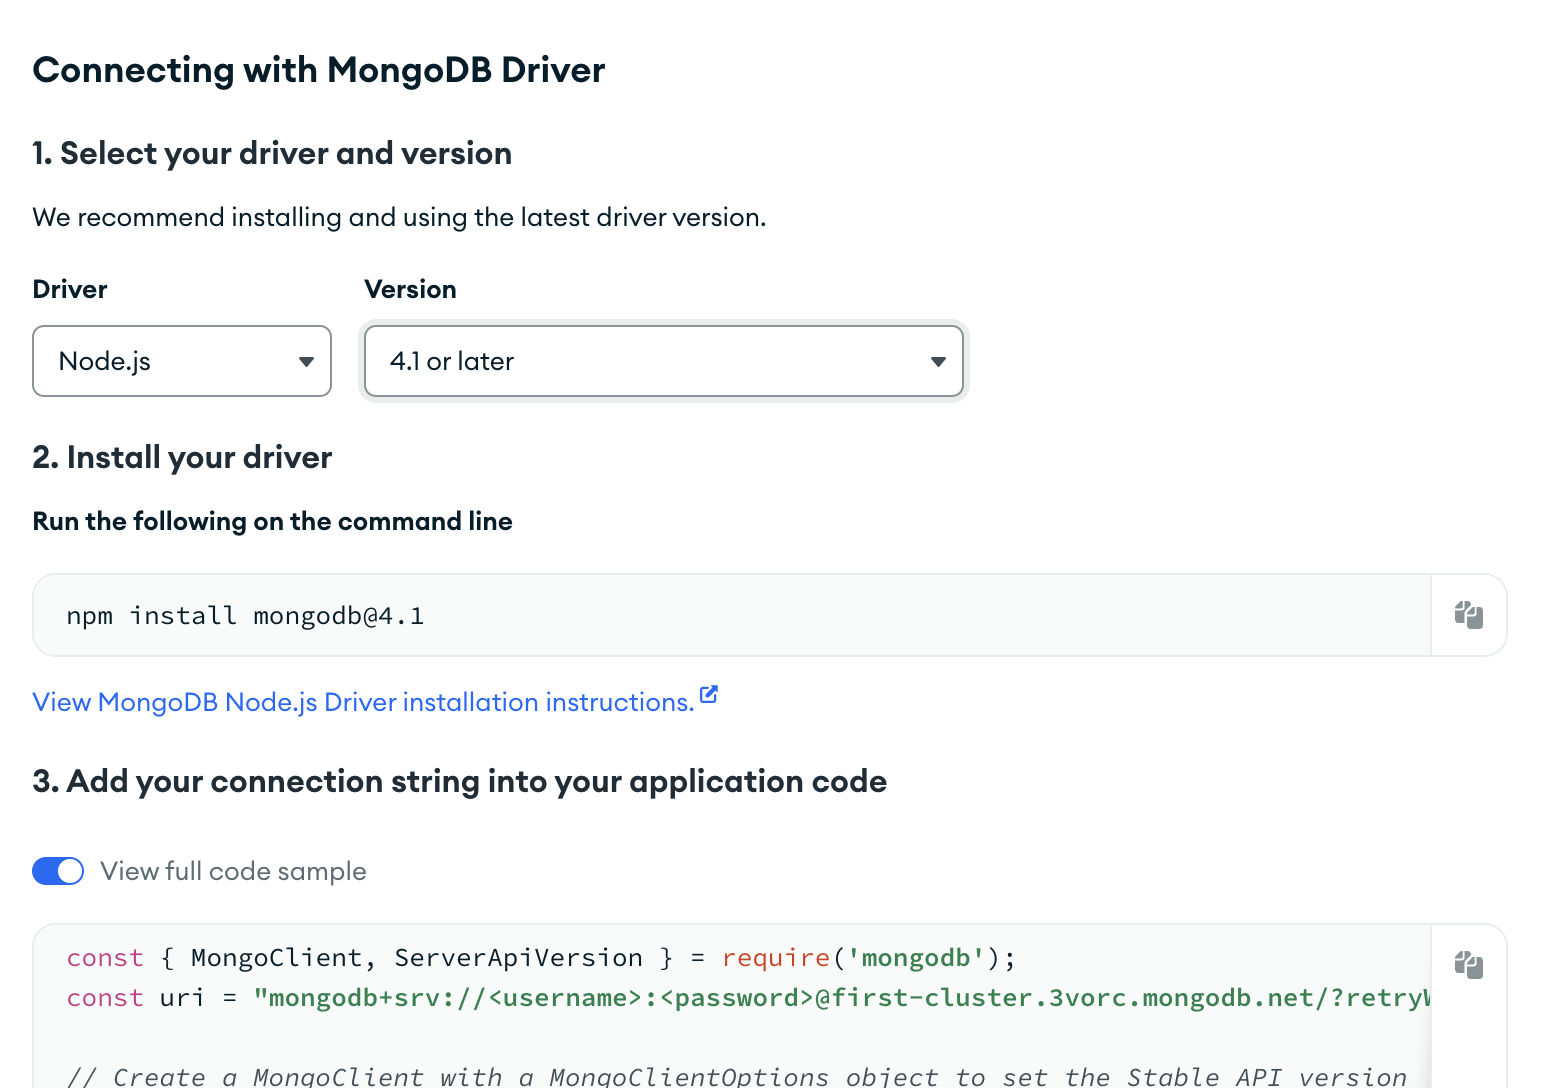 Connecting with MongoDB Driver
1. Select your driver and version
We recommend installing and using the latest driver version.
Driver
Version
Node.js
4.1 or later
2. Install your driver
Run the following on the command line
npm install mongodb@4.1
View MongoDB Node.js Driver installation instructions.
3. Add your connection string into your application code
View full code sample
const { MongoClient, ServerApiVersion } = require('mongodb');
const uri = "mongodb+srv://<username>:<password>@first-cluster.3vorc.mongodb.net/?retryW
// Create a MongoClient with a MongoClientOptions object to set the Stable API version